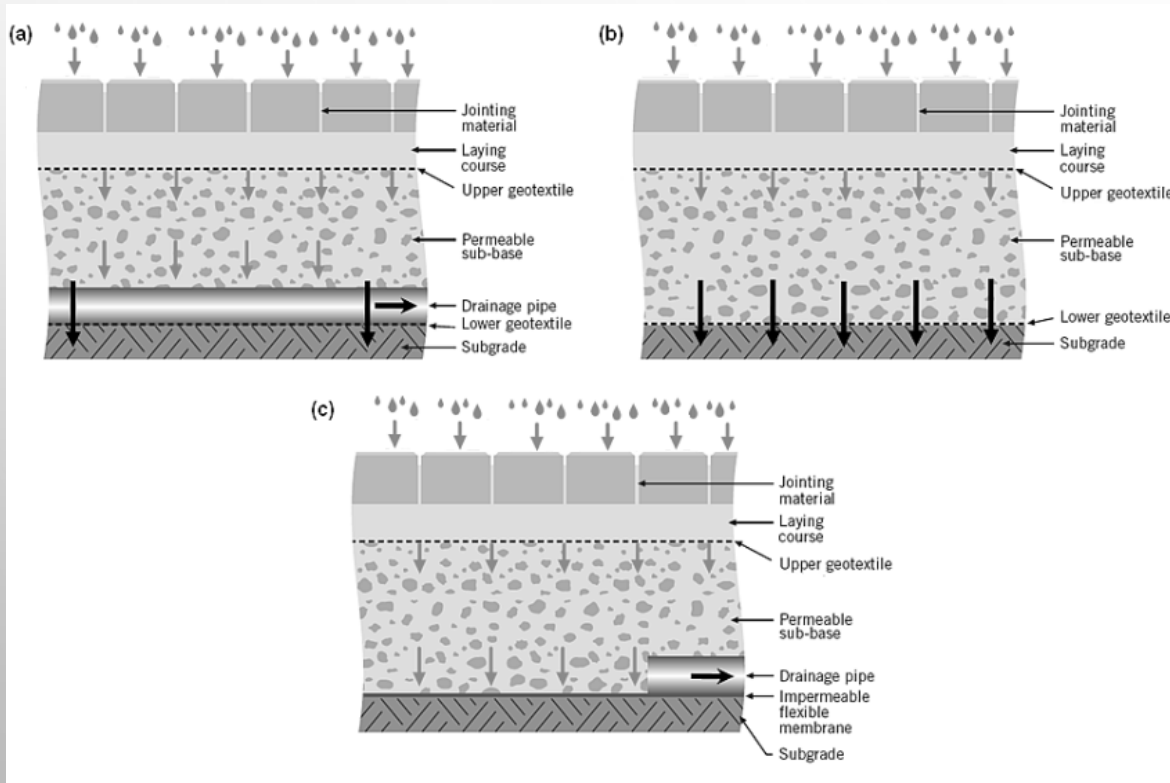 (a)
Jointing
material
Laying
course
Upper geotextile
Permeable
sub-base
Drainage pipe
Lower geotextile
Subgrade
(b)
Jointing
material
Laying
course
Upper geotextile
Permeable
sub-base
Lower geotextile
Subgrade
(c)
Jointing
material
Laying
course
Upper geotextile
Permeable
sub-base
Drainage pipe
Impermeable
flexible
membrane
Subgrade